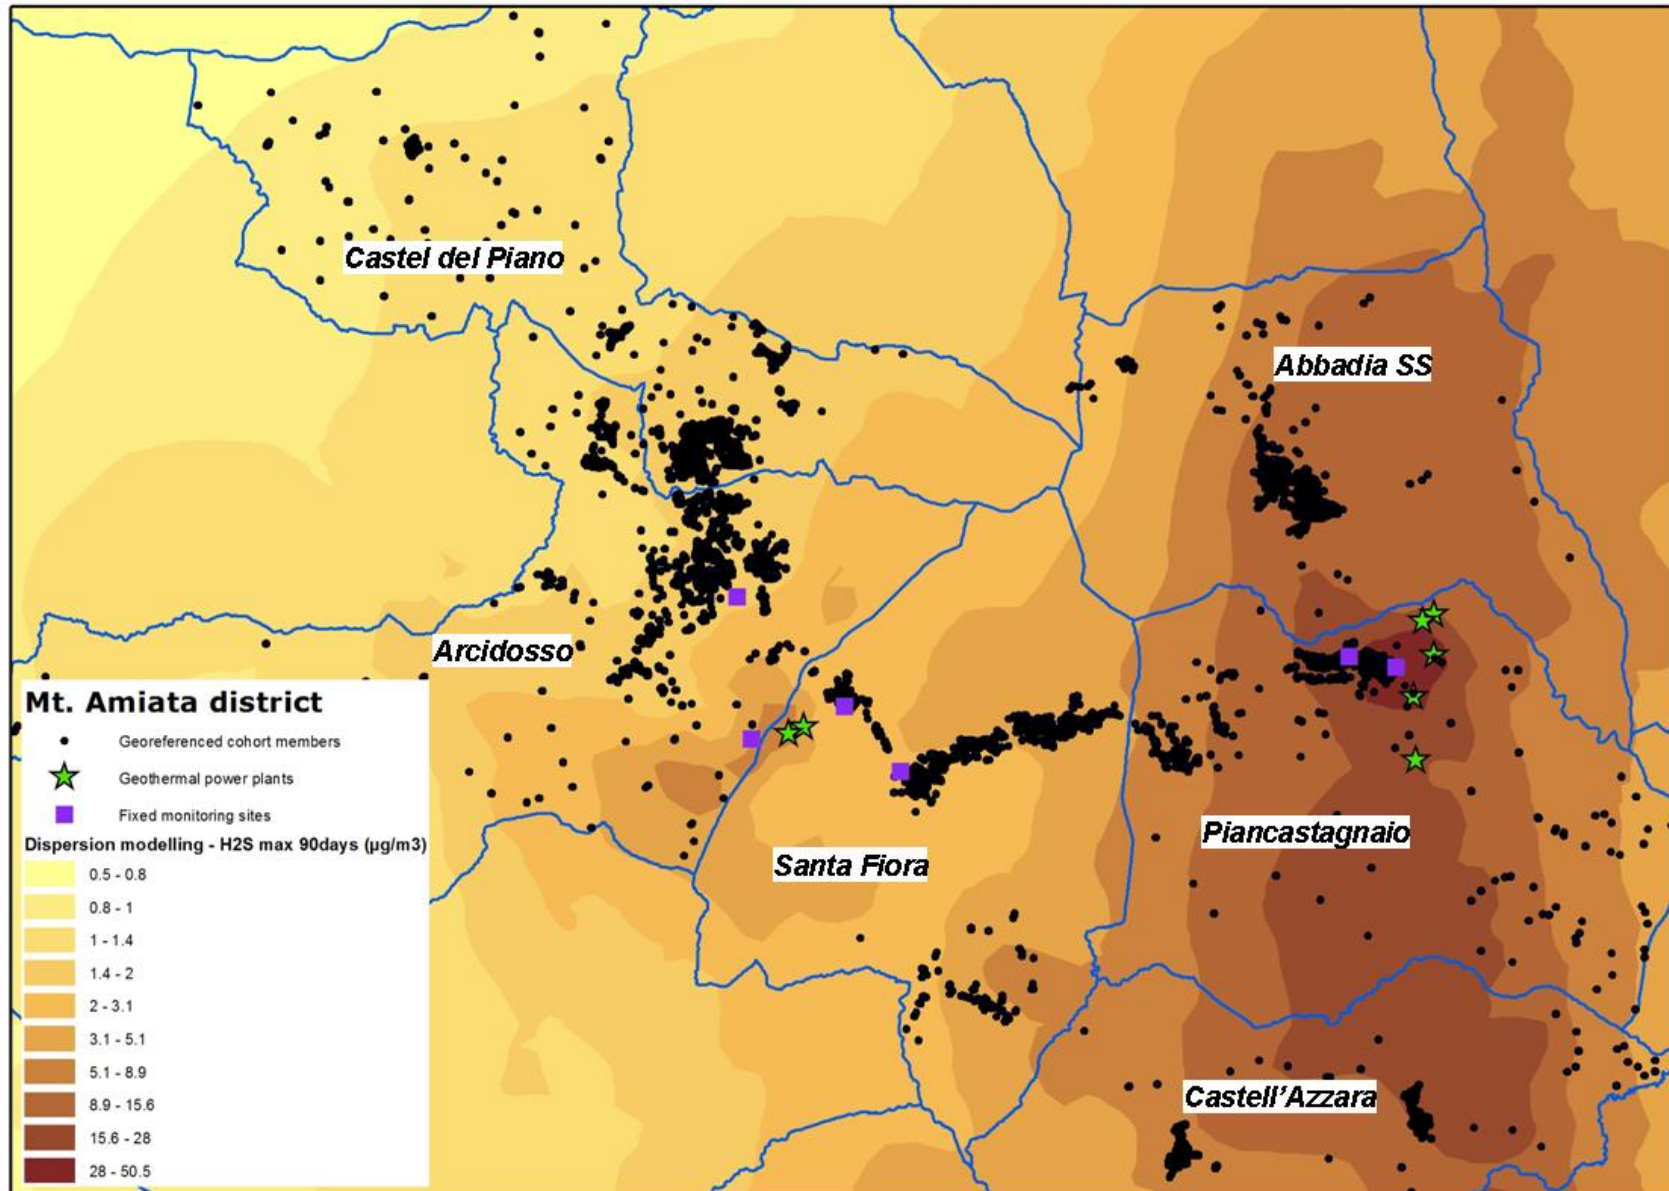 Castel del Piano
Abbadia SS
Arcidosso
Piancastagnaio
Santa Fiora
Castell'Azzara
Mt. Amiata district
Georeferenced cohort members
Geothermal power plants
Fixed monitoring sites
Dispersion modelling - H2S max 90days (µg/m3)
0.5 - 0.8
0.8 - 1
1 - 1.4
1.4 - 2
2 - 3.1
3.1 - 5.1
5.1 - 8.9
8.9 - 15.6
15.6 - 28
28 - 50.5